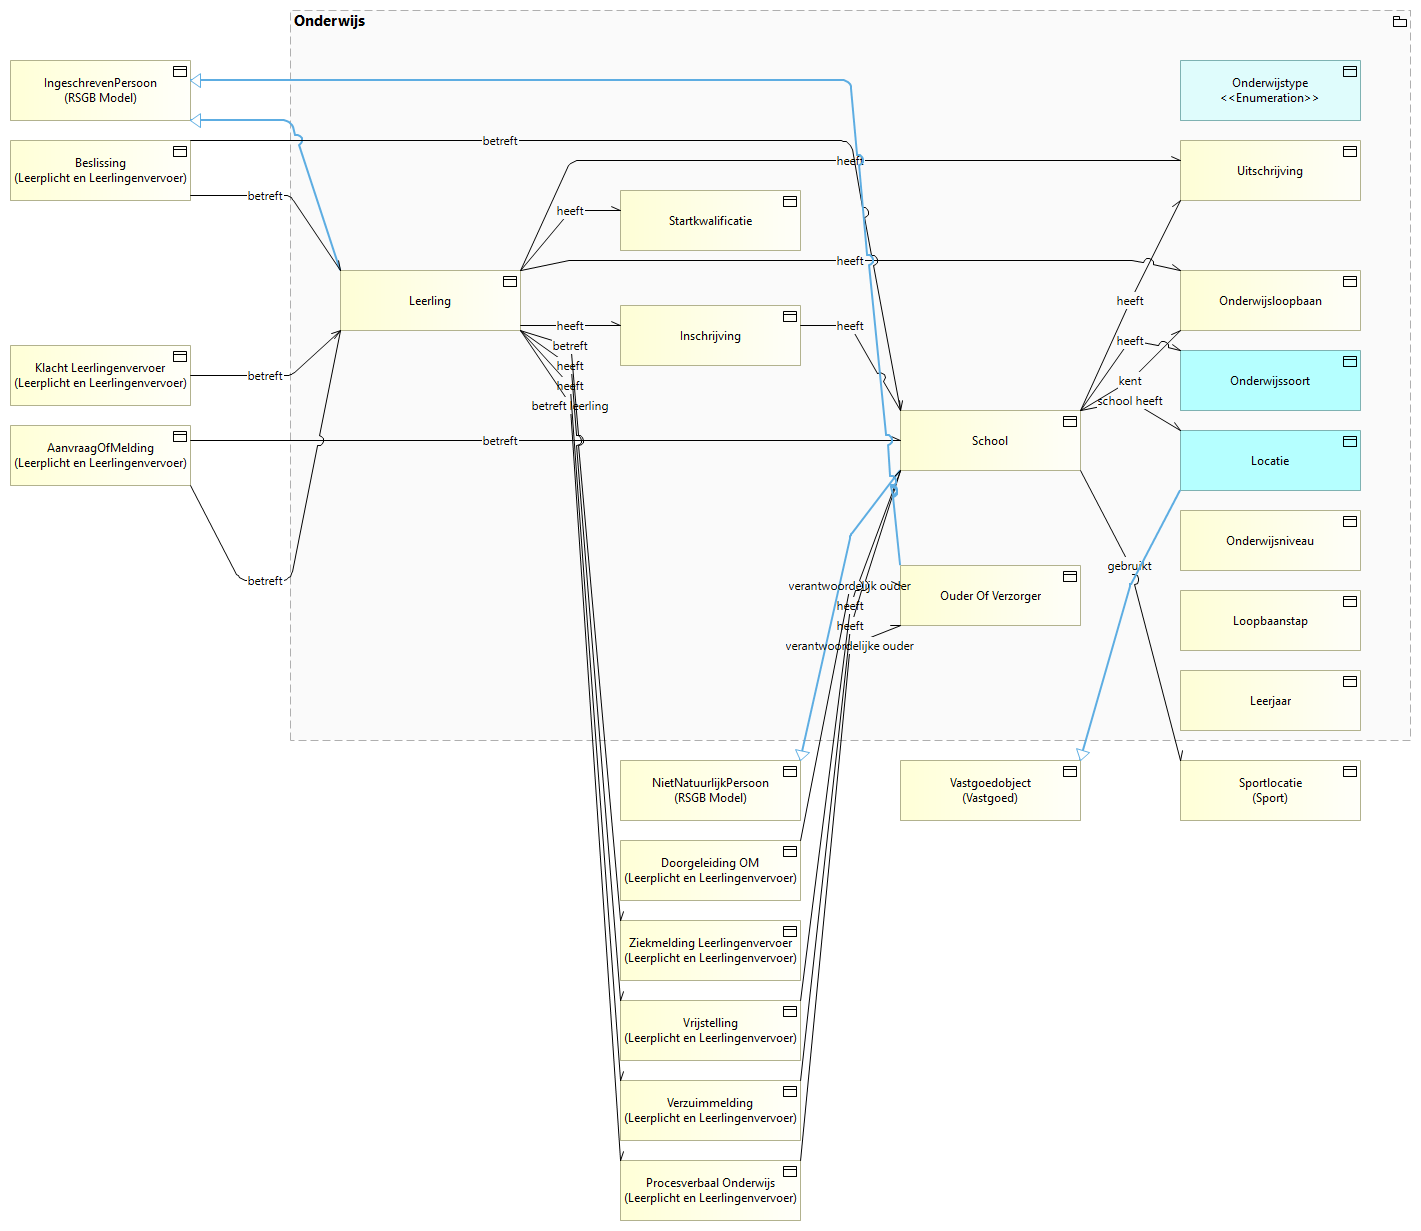 Onderwijs
IngeschrevenPersoon
(RSGB Model)
Onderwijstype
<<Enumeration>>
betreft
Beslissing
(Leerplicht en Leerlingenvervoer)
heeft
Uitschrijving
betreft
heeft
Startkwalificatie
heeft
Leerling
heeft
Onderwijsloopbaan
heeft
Inschrijving
heeft
heeft
betreft
Klacht Leerlingenvervoer
(Leerplicht en Leerlingenvervoer)
betreft
heeft
heeft
kent
Onderwijssoort
betreft leerling
school heeft
AanvraagOfMelding
(Leerplicht en Leerlingenvervoer)
betreft
School
Locatie
Onderwijsniveau
gebruikt
betreft
verantwoordelijk ouder
Ouder Of Verzorger
heeft
heeft
verantwoordelijke ouder
Loopbaanstap
Leerjaar
NietNatuurlijkPersoon
(RSGB Model)
Vastgoedobject
(Vastgoed)
Sportlocatie
(Sport)
Doorgeleiding OM
(Leerplicht en Leerlingenvervoer)
Ziekmelding Leerlingenvervoer
(Leerplicht en Leerlingenvervoer)
Vrijstelling
(Leerplicht en Leerlingenvervoer)
Verzuimmelding
(Leerplicht en Leerlingenvervoer)
Procesverbaal Onderwijs
(Leerplicht en Leerlingenvervoer)